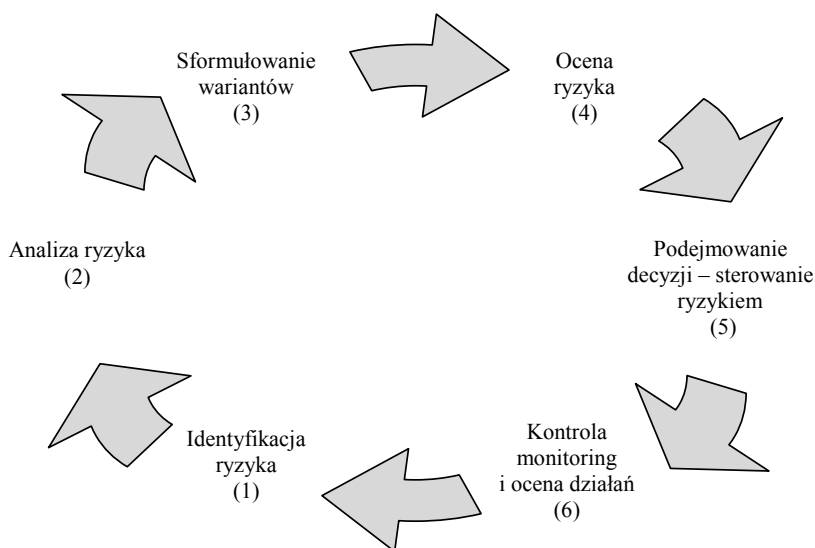 Sformułowanie
wariantów
(3)
Ocena
ryzyka
(4)
Analiza ryzyka
(2)
Podejmowanie
decyzji – sterowanie
ryzykiem
(5)
Identyfikacja
ryzyka
(1)
Kontrola
monitoring
i ocena działań
(6)